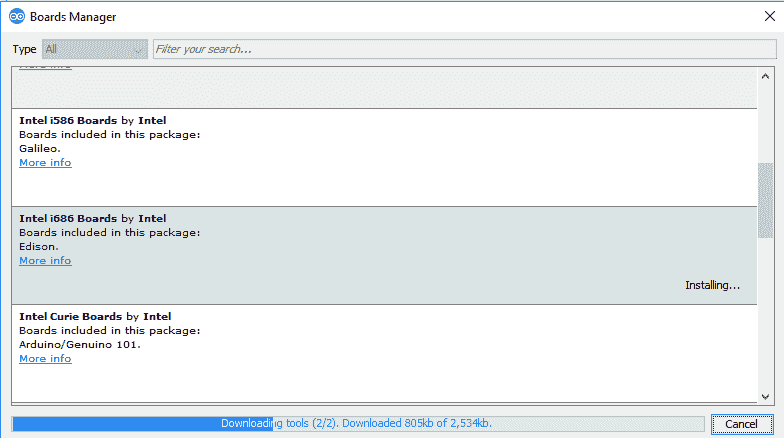 Boards Manager
Type All Filter your search...
More info
Intel i586 Boards by Intel
Boards included in this package:
Galileo.
More info
Intel i686 Boards by Intel
Boards included in this package:
Edison.
More info
Installing...
Intel Curie Boards by Intel
Boards included in this package:
Arduino/Genuino 101.
More info
Downloading tools (2/2). Downloaded 805kb of 2,534kb.
Cancel